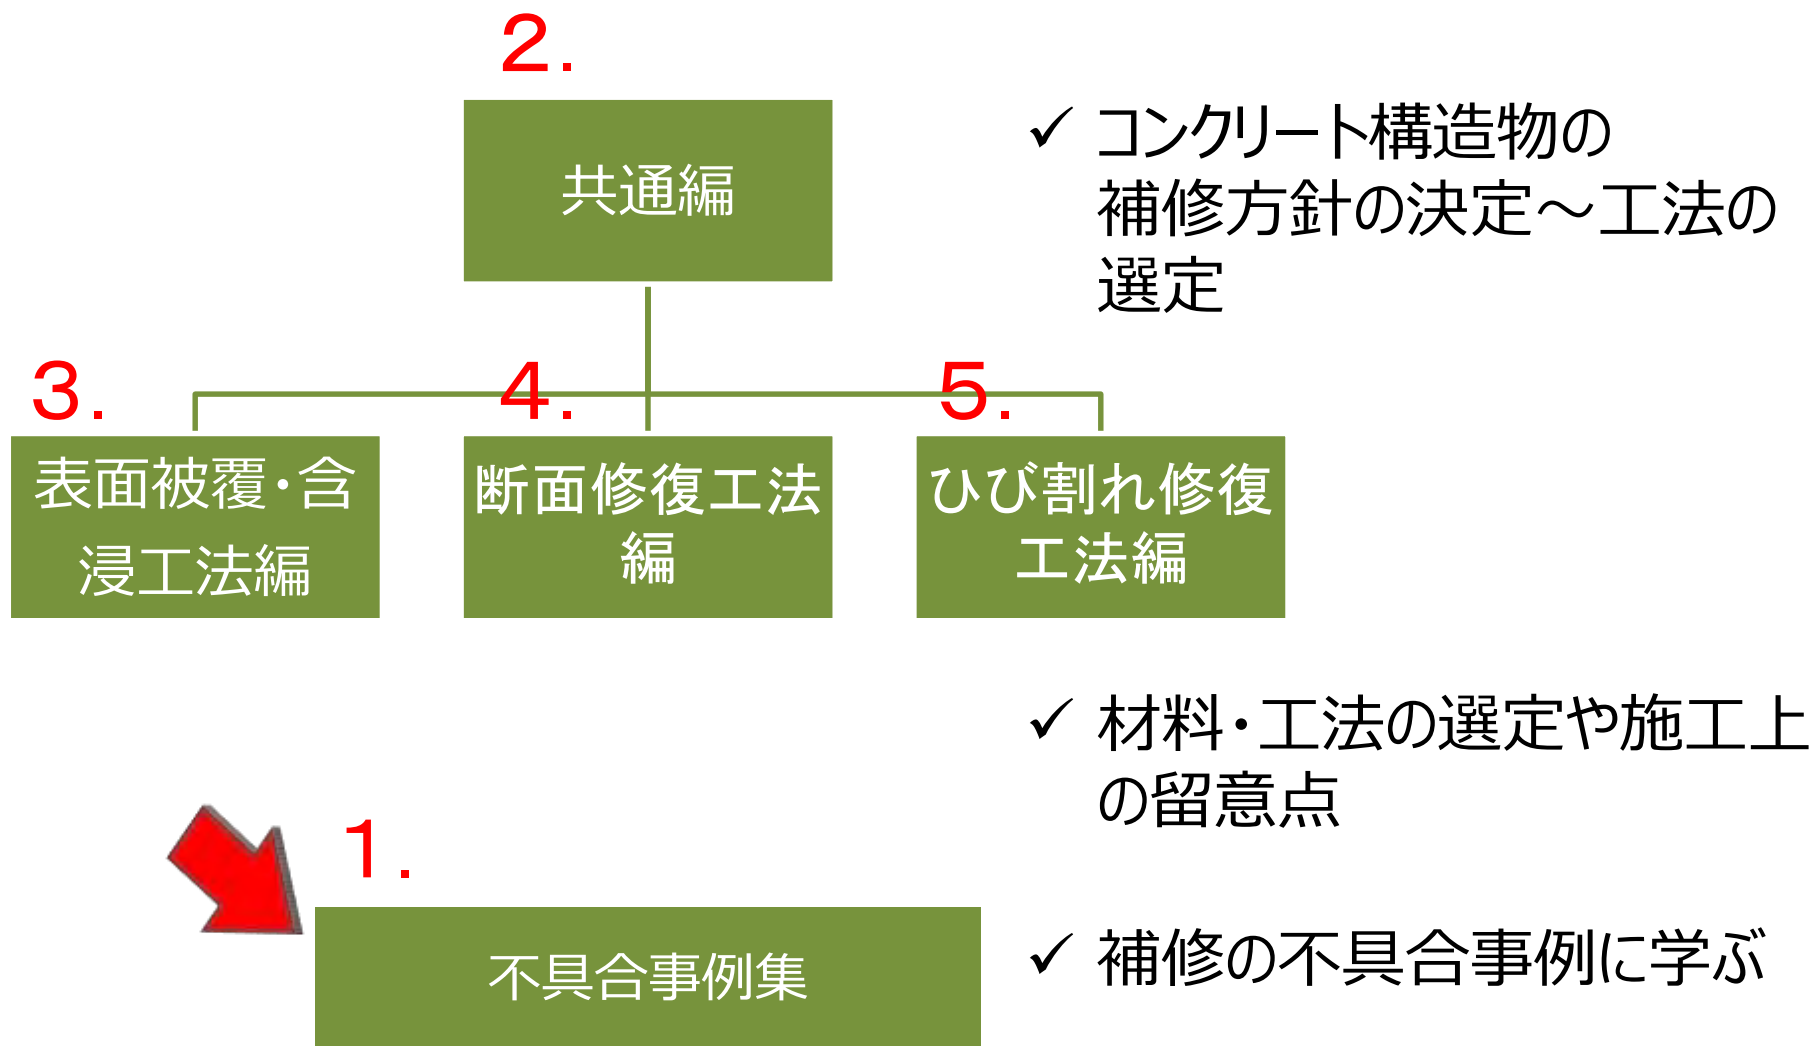 ２．
共通編
✓ コンクリート構造物の
補修方針の決定～工法の
選定
３．
表面被覆・含
浸工法編
４．
断面修復工法
編
５．
ひび割れ修復
工法編
✓ 材料・工法の選定や施工上
の留意点
１．
不具合事例集
✓ 補修の不具合事例に学ぶ